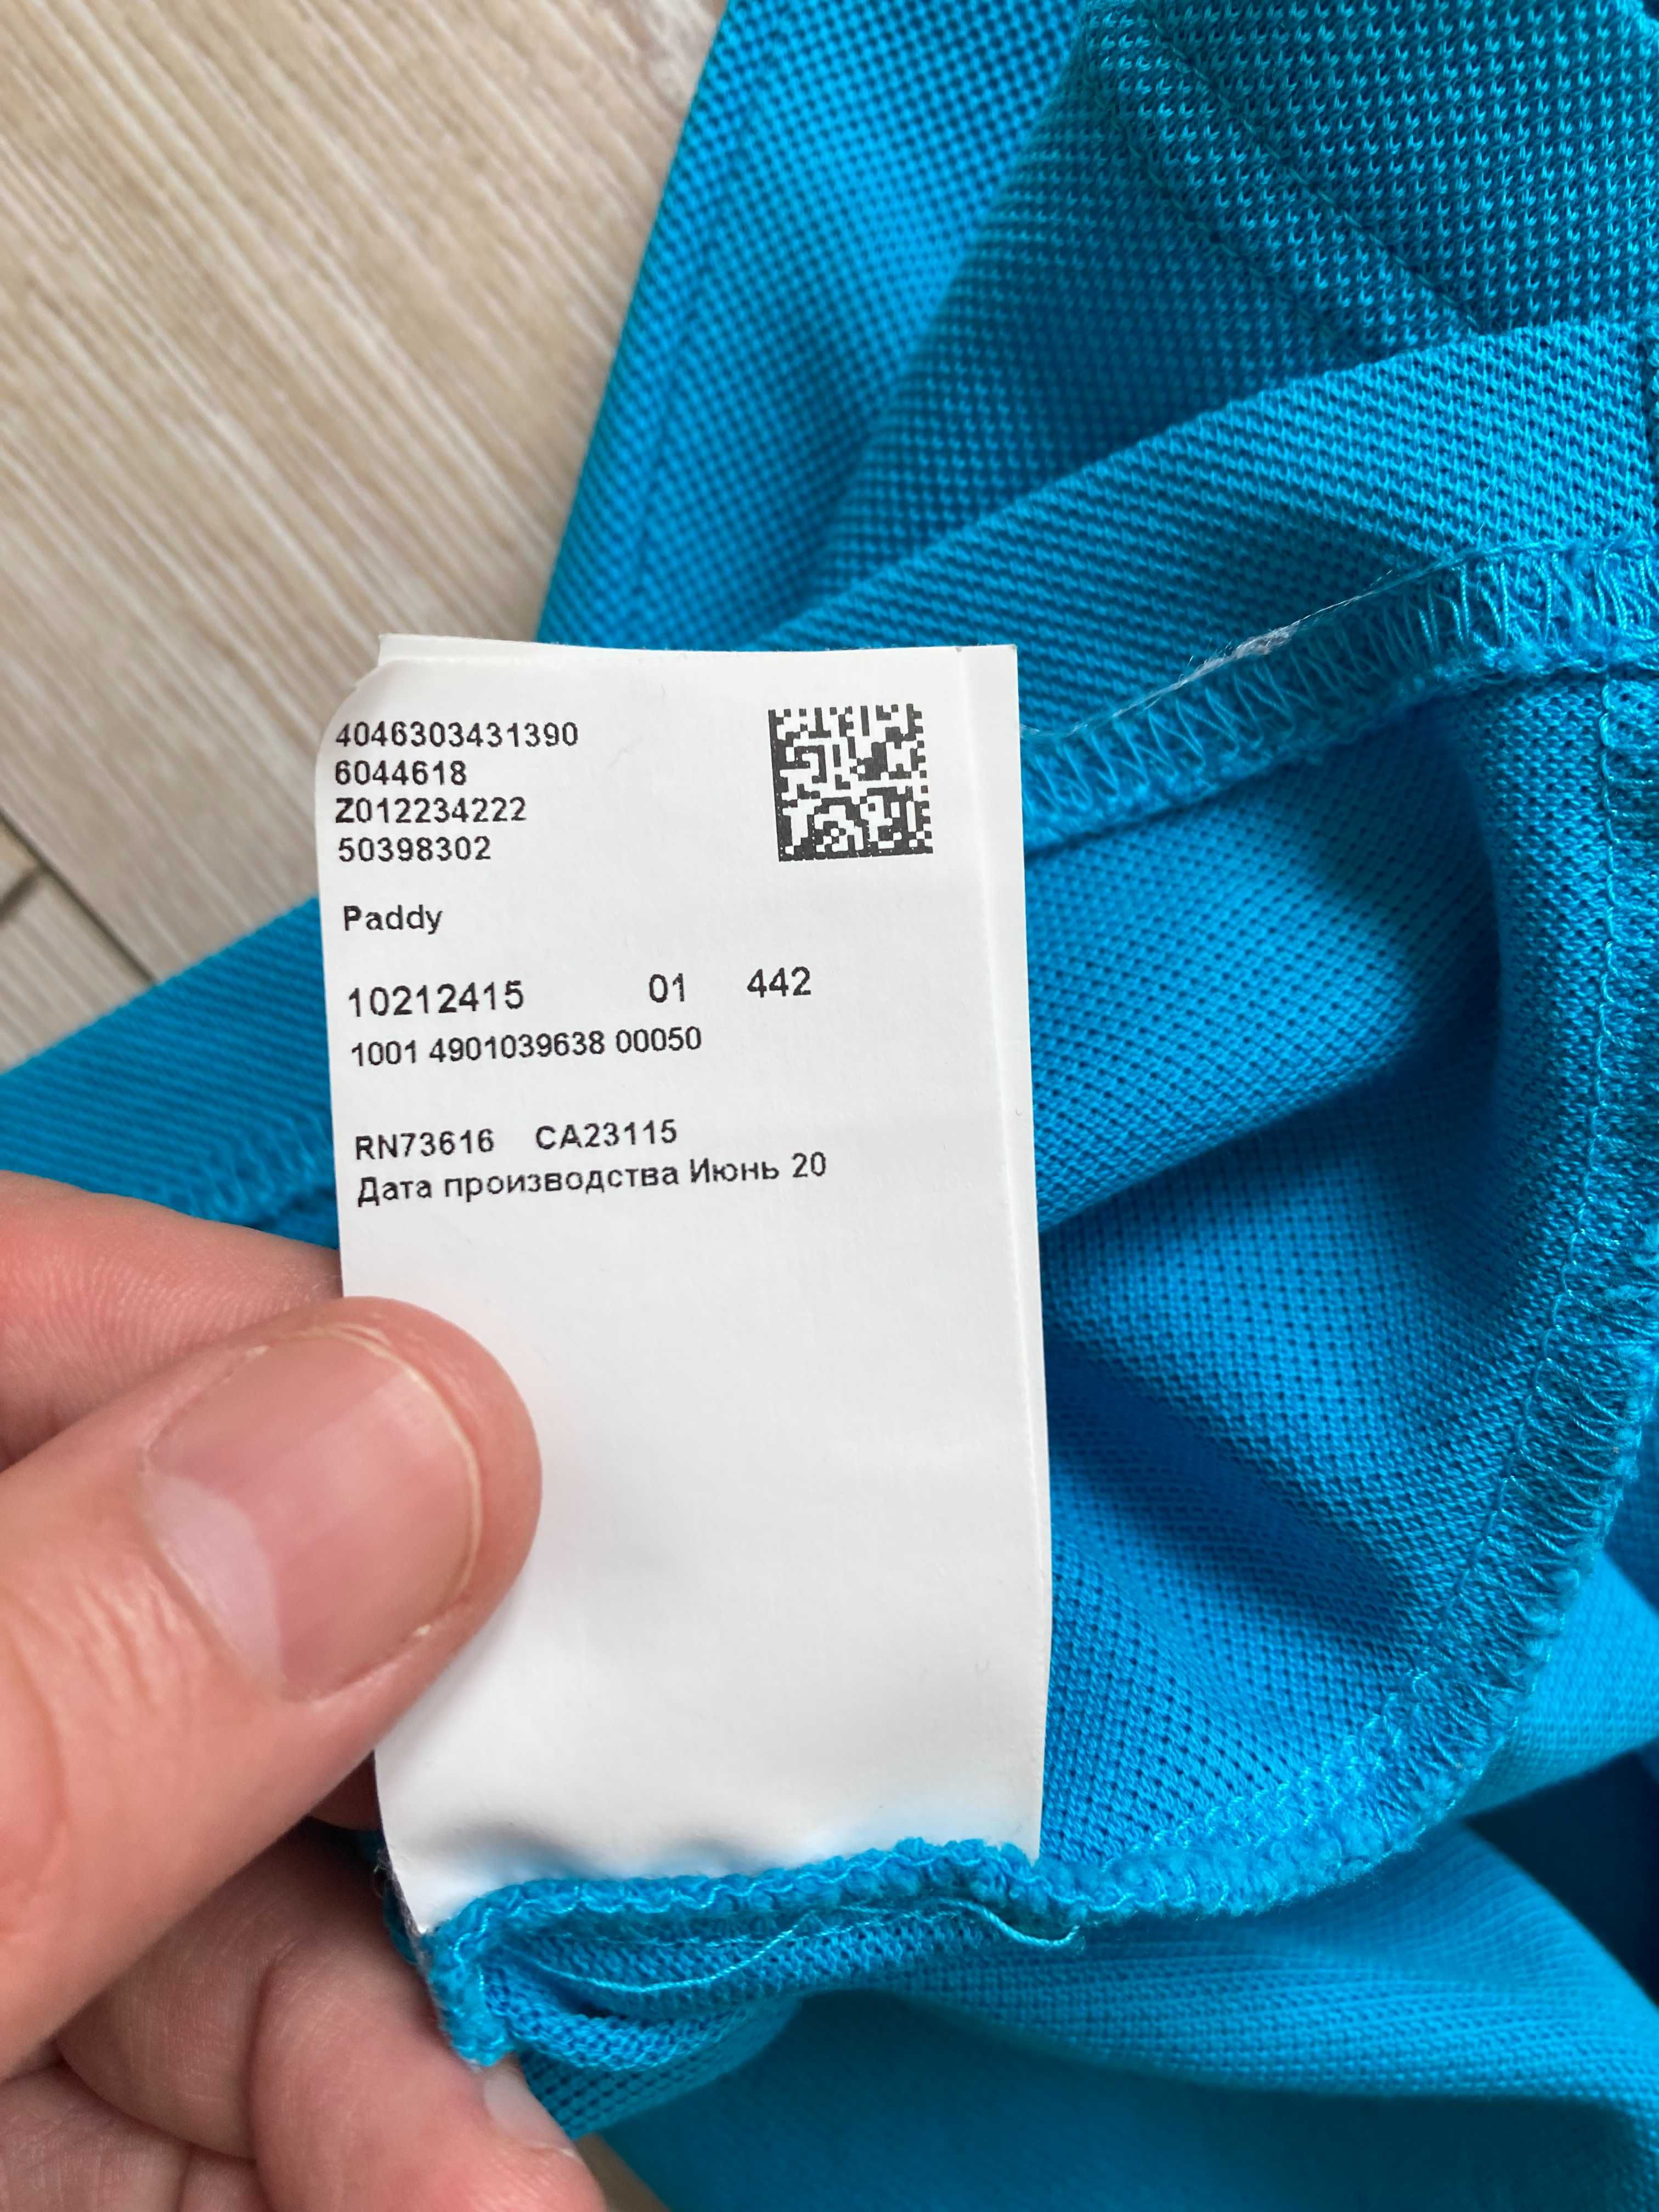 4046303431390
6044618
Z012234222
50398302
Paddy
10212415 01 442
1001 4901039638 00050
RN73616 CA23115
Дата производства Июнь 20